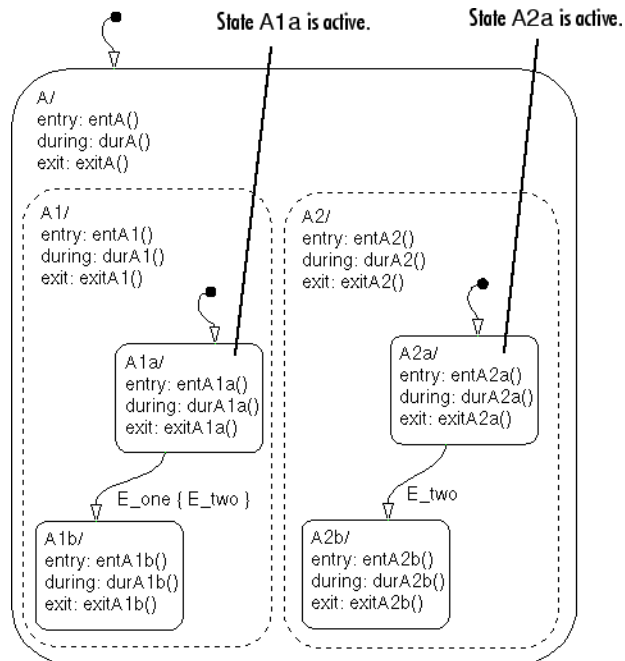 State A1a is active.
State A2a is active.
A/
entry: entA()
during: durA()
exit: exitA()
A1/
entry: entA1()
during: durA1()
exit: exitA1()
A2/
entry: entA2()
during: durA2()
exit: exitA2()
A1a/
entry: entA1a()
during: durA1a()
exit: exitA1a()
A2a/
entry: entA2a()
during: durA2a()
exit: exitA2a()
E_one { E_two }
E_two
A1b/
entry: entA1b()
during: durA1b()
exit: exitA1b()
A2b/
entry: entA2b()
during: durA2b()
exit: exitA2b()